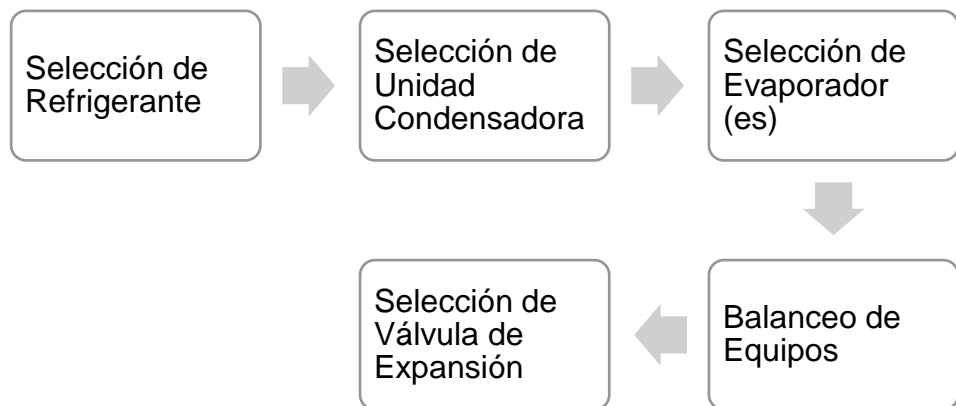 Selección de
Refrigerante
Selección de
Unidad
Condensadora
Selección de
Evaporador
(es)
Balanceo de
Equipos
Selección de
Válvula de
Expansión